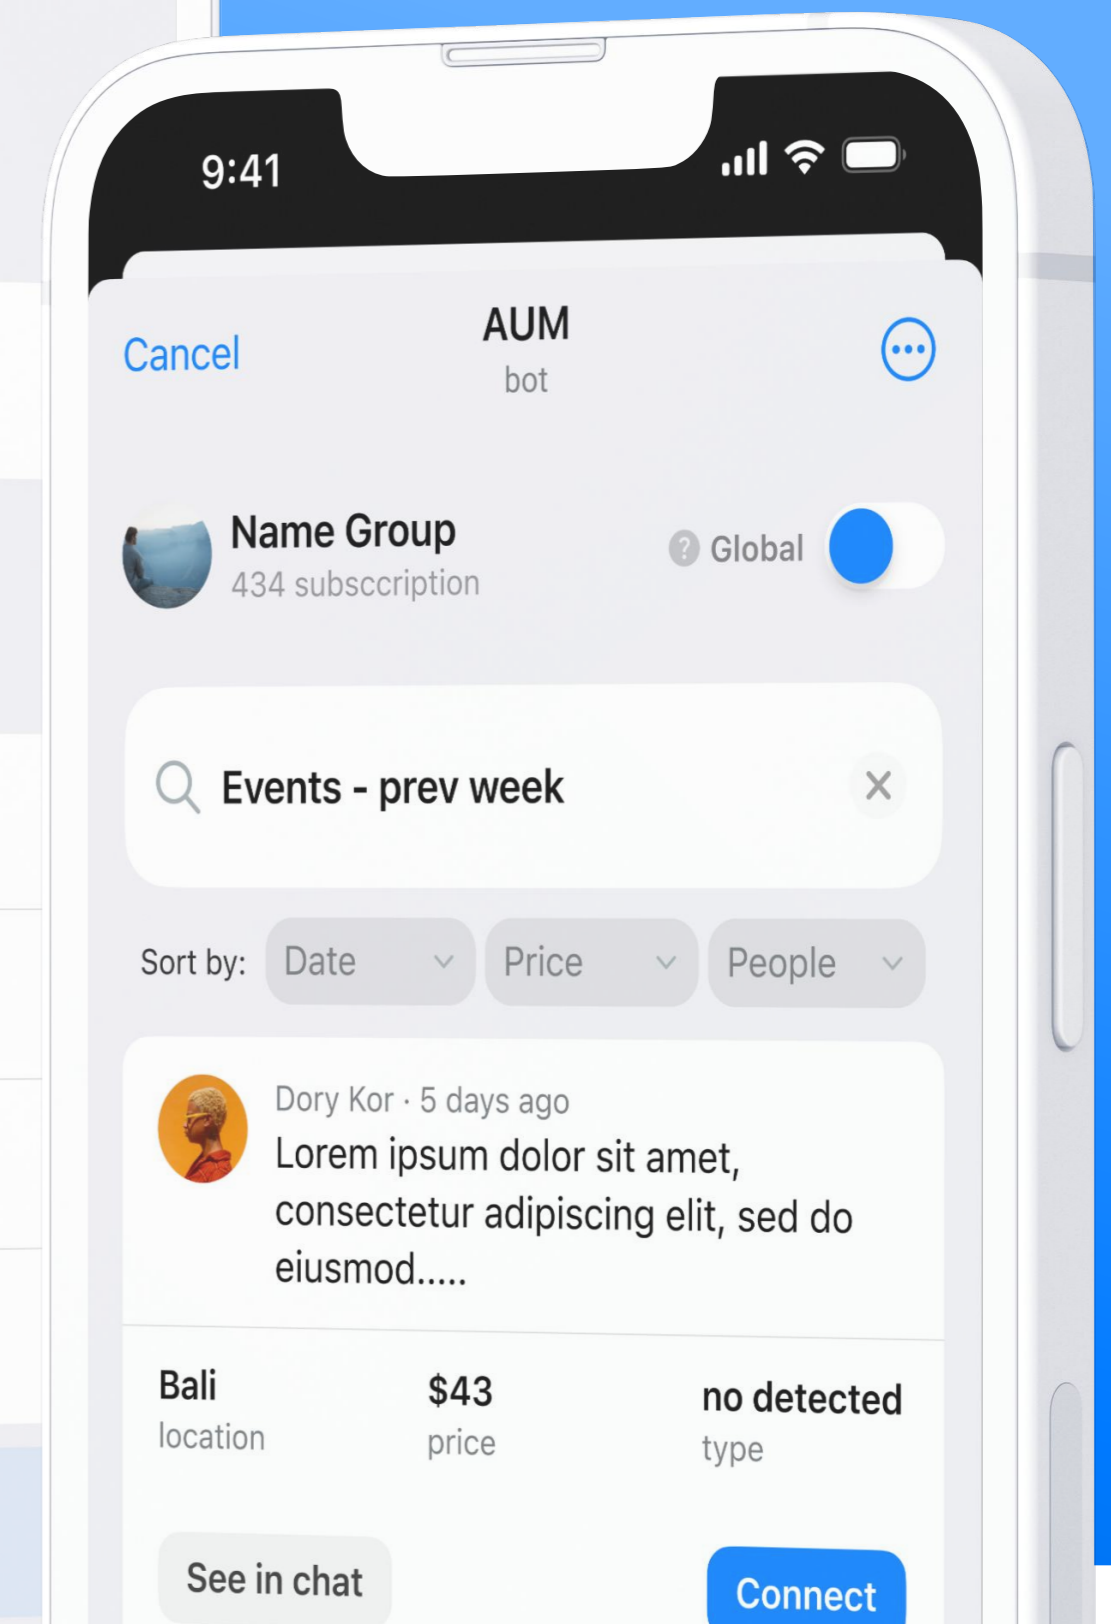 9:41
Cancel
AUM
bot
Name Group
434 subsccription
? Global
Events - prev week
Sort by: Date Price People
Dory Kor · 5 days ago
Lorem ipsum dolor sit amet,
consectetur adipiscing elit, sed do
eiusmod.....
Bali
location
$43
price
no detected
type
See in chat
Connect